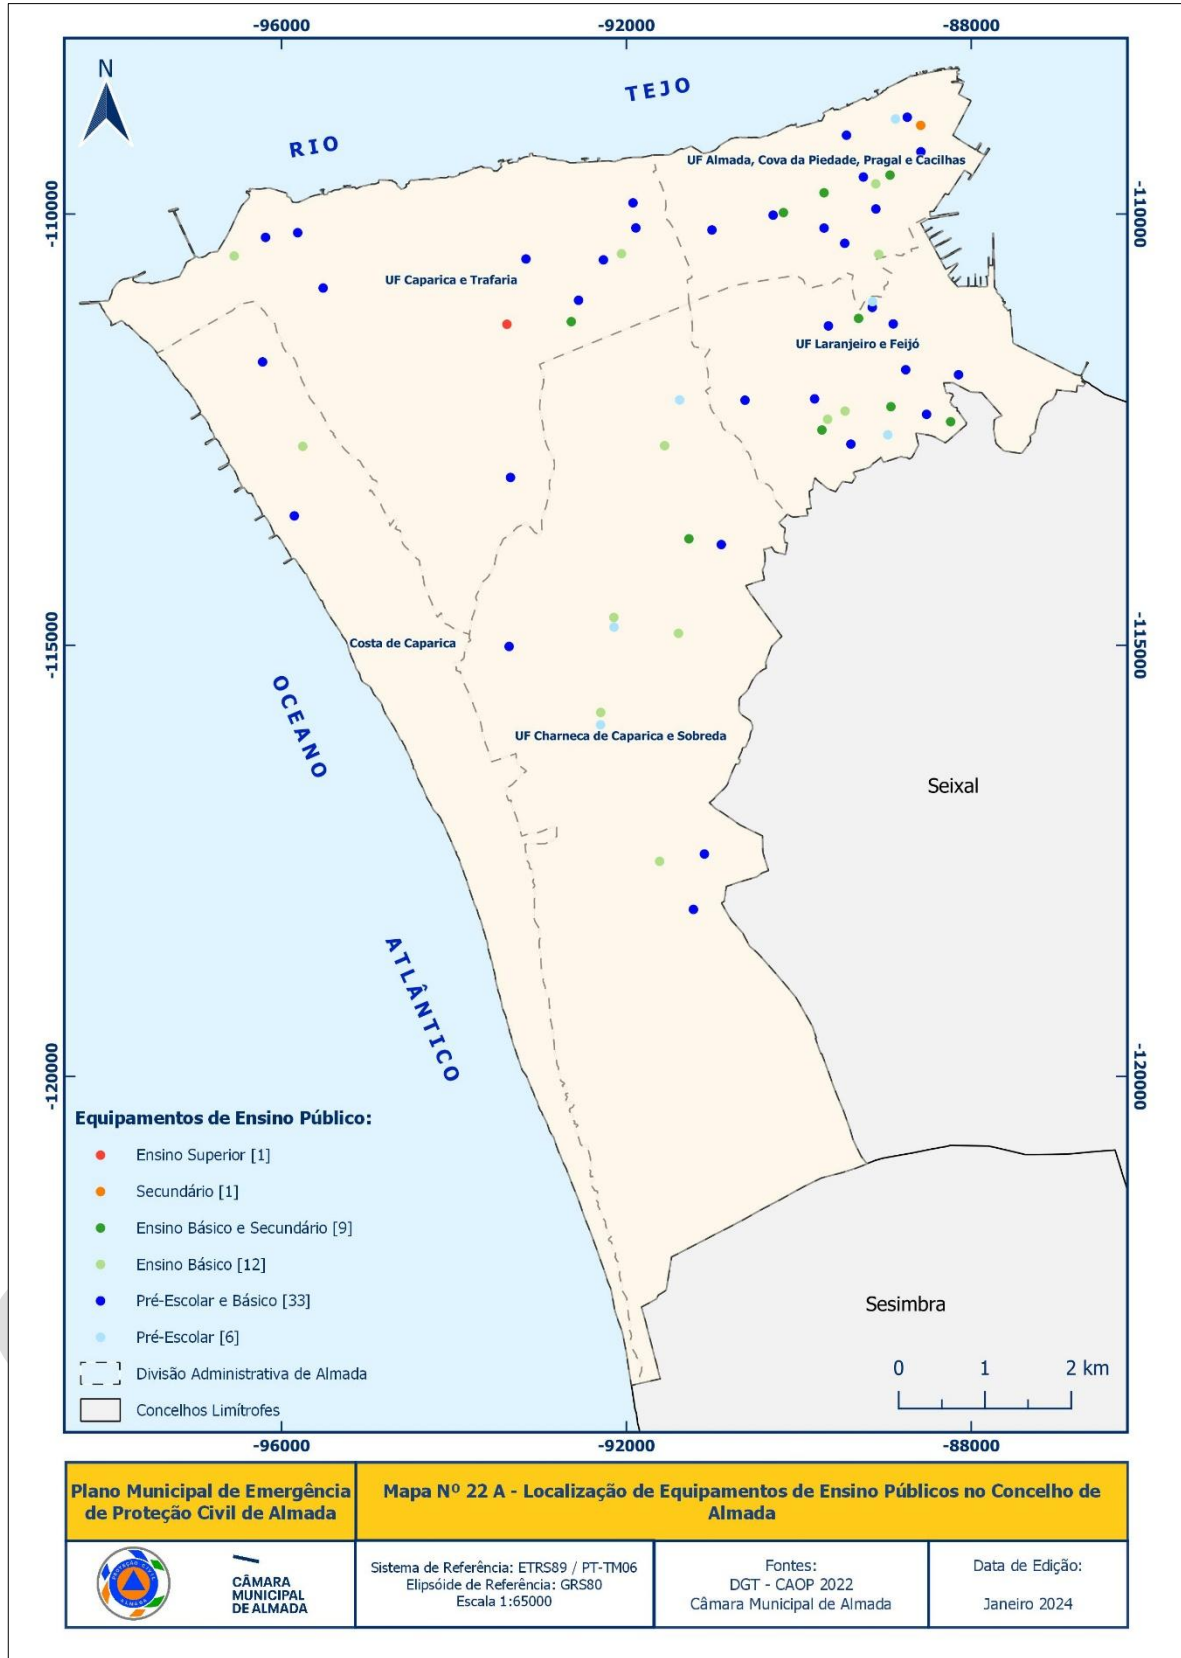 -96000
-92000
-88000
N
TEJO
RIO
UF Almada, Cova da Piedade, Pragal e Cacilhas
-110000
-110000
UF Caparica e Trafaria
UF Laranjeiro e Feijó
Costa de Caparica
-115000
-115000
OCEANO
UF Charneca de Caparica e Sobreda
Seixal
ATLÂNTICO
-120000
-120000
Equipamentos de Ensino Público:
Ensino Superior [1]
Secundário [1]
Ensino Básico e Secundário [9]
Ensino Básico [12]
Pré-Escolar e Básico [33]
Pré-Escolar [6]
Divisão Administrativa de Almada
Concelhos Limítrofes
Sesimbra
0 1 2 km
-96000
-92000
-88000
Plano Municipal de Emergência
de Proteção Civil de Almada
Mapa Nº 22 A - Localização de Equipamentos de Ensino Públicos no Concelho de
Almada
PROTEÇÃO CIVIL
ALMADA
CÂMARA
MUNICIPAL
DE ALMADA
Sistema de Referência: ETRS89 / PT-TM06
Elipsóide de Referência: GRS80
Escala 1:65000
Fontes:
DGT - CAOP 2022
Câmara Municipal de Almada
Data de Edição:
Janeiro 2024